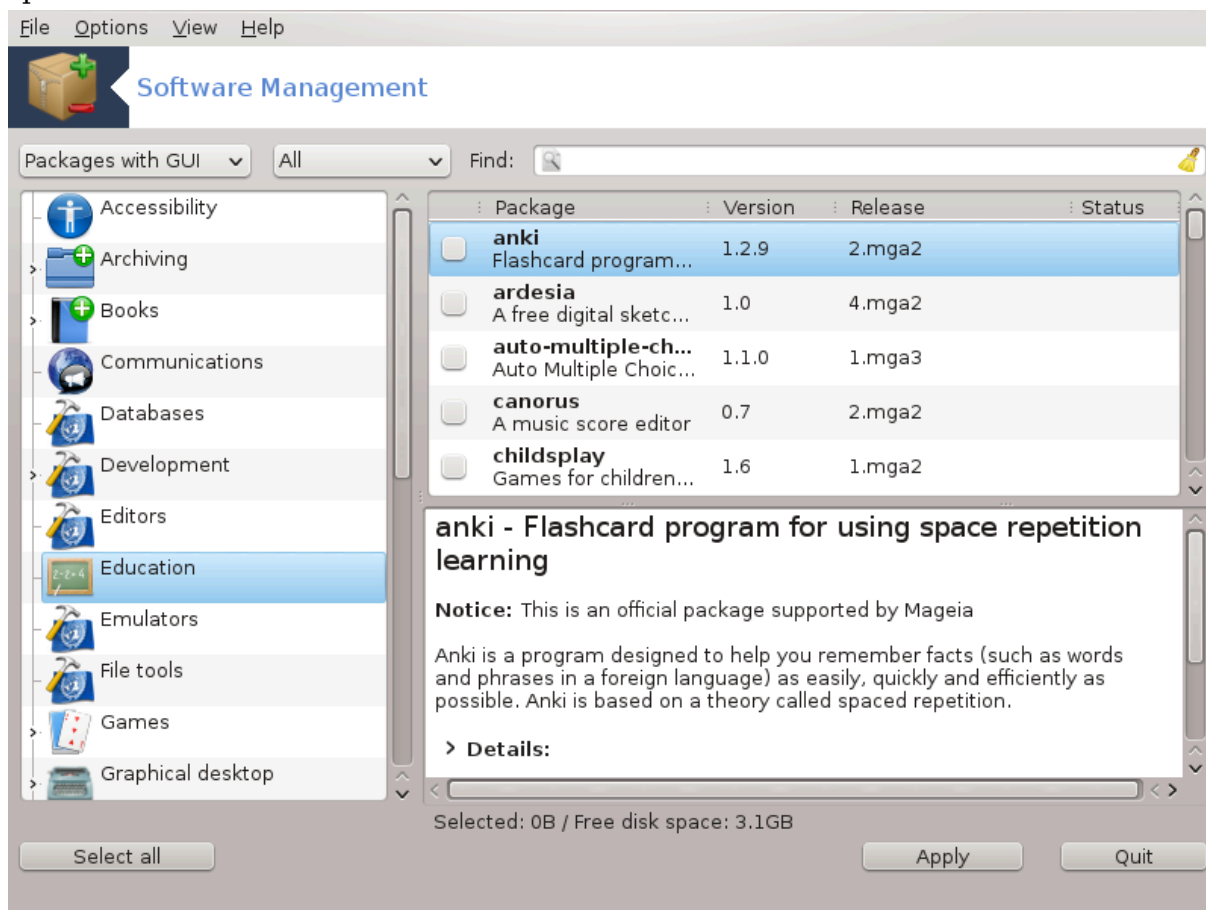 File Options View Help
Software Management
Packages with GUI All Find:
Accessibility
Archiving
Books
Communications
Databases
Development
Editors
Education
Emulators
File tools
Games
Graphical desktop
Package Version Release Status
anki 1.2.9 2.mga2
Flashcard program...
ardesia 1.0 4.mga2
A free digital sketc...
auto-multiple-ch... 1.1.0 1.mga3
Auto Multiple Choic...
canorus 0.7 2.mga2
A music score editor
childsplay 1.6 1.mga2
Games for children...
anki - Flashcard program for using space repetition
learning
Notice: This is an official package supported by Mageia
Anki is a program designed to help you remember facts (such as words
and phrases in a foreign language) as easily, quickly and efficiently as
possible. Anki is based on a theory called spaced repetition.
Details:
Selected: 0B / Free disk space: 3.1GB
Select all Apply Quit